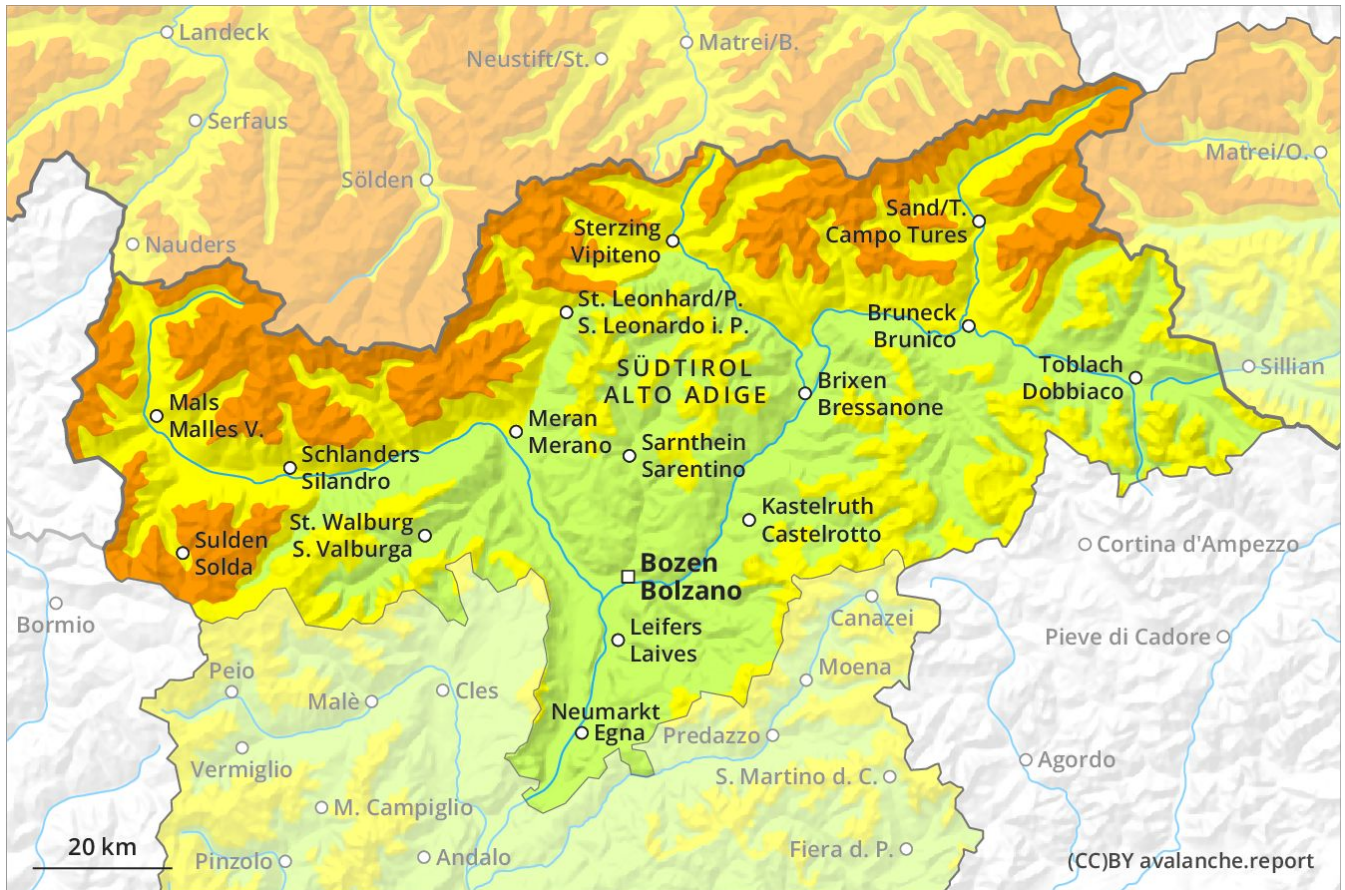 Landeck
Neustift/St.
Matrei/B.
Serfaus
Matrei/O.
Sölden
Sand/T.
Campo Tures
Nauders
Sterzing
Vipiteno
St. Leonhard/P.
S. Leonardo i. P.
Bruneck
Brunico
SÜDTIROL
ALTO ADIGE
Toblach
Dobbiaco
Sillian
Brixen
Bressanone
Mals
Malles V.
Meran
Merano
Sarnthein
Sarentino
Schlanders
Silandro
Kastelruth
Castelrotto
St. Walburg
S. Valburga
Sulden
Solda
Cortina d'Ampezzo
Bozen
Bolzano
Bormio
Canazei
Leifers
Laives
Pieve di Cadore
Peio
Moena
Malè
Cles
Neumarkt
Egna
Predazzo
Vermiglio
Agordo
S. Martino d. C.
M. Campiglio
20 km
Pinzolo
Andalo
Fiera d. P.
(CC)BY avalanche.report